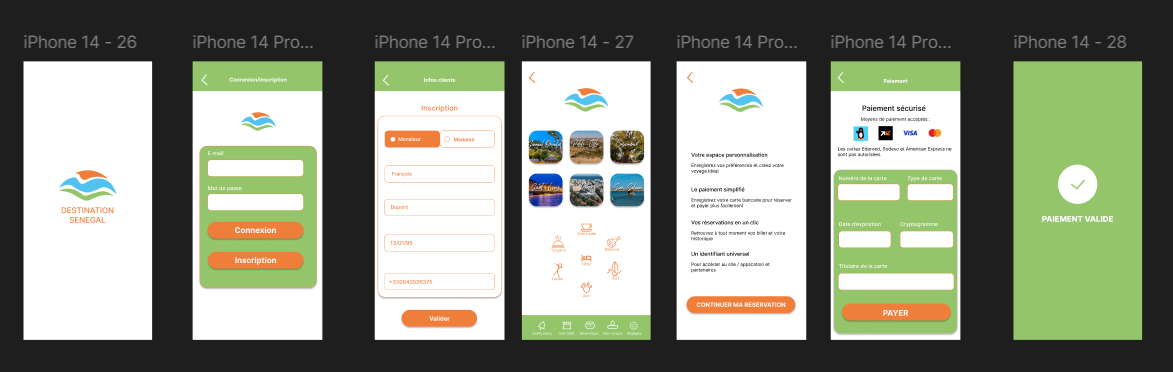 iPhone 14 - 26
iPhone 14 Pro...
iPhone 14 Pro...
iPhone 14 - 27
iPhone 14 Pro...
iPhone 14 Pro...
iPhone 14 - 28
DESTINATION
SENEGAL
Connexion/inscription
E-mail
Mot de passe
Connexion
Inscription
Infos clients
Inscription
Monsieur
Madame
François
Dupont
13/01/95
+330643526375
Valider
Votre espace personnalisation
Enregistrez vos préférences et créez votre
voyage idéal
Le paiement simplifié
Enregistrez votre carte bancaire pour réserver
et payer plus facilement
Vos réservations en un clic
Retrouvez à tout moment vos billet et votre
historique
Un identifiant universel
Pour accéder au site / application et
partenaires
CONTINUER MA RESERVATION
Paiement
Paiement sécurisé
Moyens de paiement acceptés :
VISA
Les cartes Edenred, Sodexo et American Express ne
sont pas autorisées.
Numéro de la carte
Type de carte
Date d'expiration
Cryptogramme
Titulaire de la carte
PAYER
PAIEMENT VALIDE